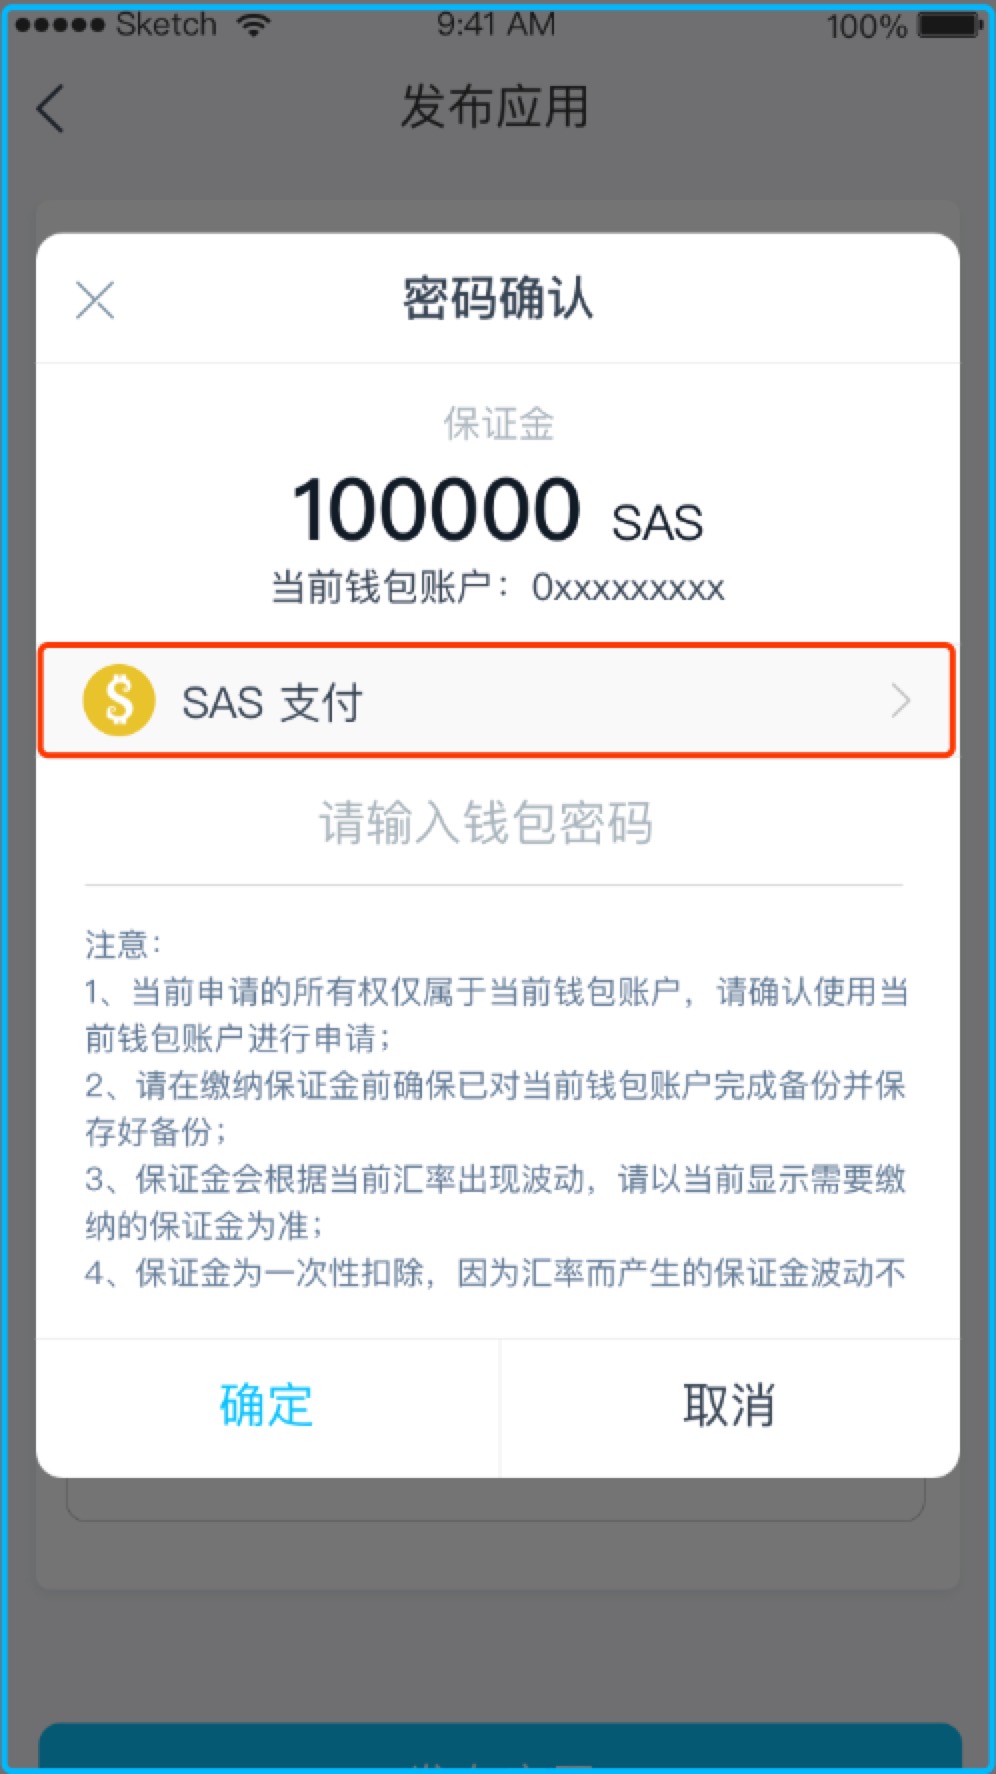 Sketch 9:41 AM 100%
发布应用
密码确认
保证金
100000 SAS
当前钱包账户：0xxxxxxxxx
SAS 支付
请输入钱包密码
注意：
1、当前申请的所有权仅属于当前钱包账户，请确认使用当
前钱包账户进行申请；
2、请在缴纳保证金前确保已对当前钱包账户完成备份并保
存好备份；
3、保证金会根据当前汇率出现波动，请以当前显示需要缴
纳的保证金为准；
4、保证金为一次性扣除，因为汇率而产生的保证金波动不
确定 取消